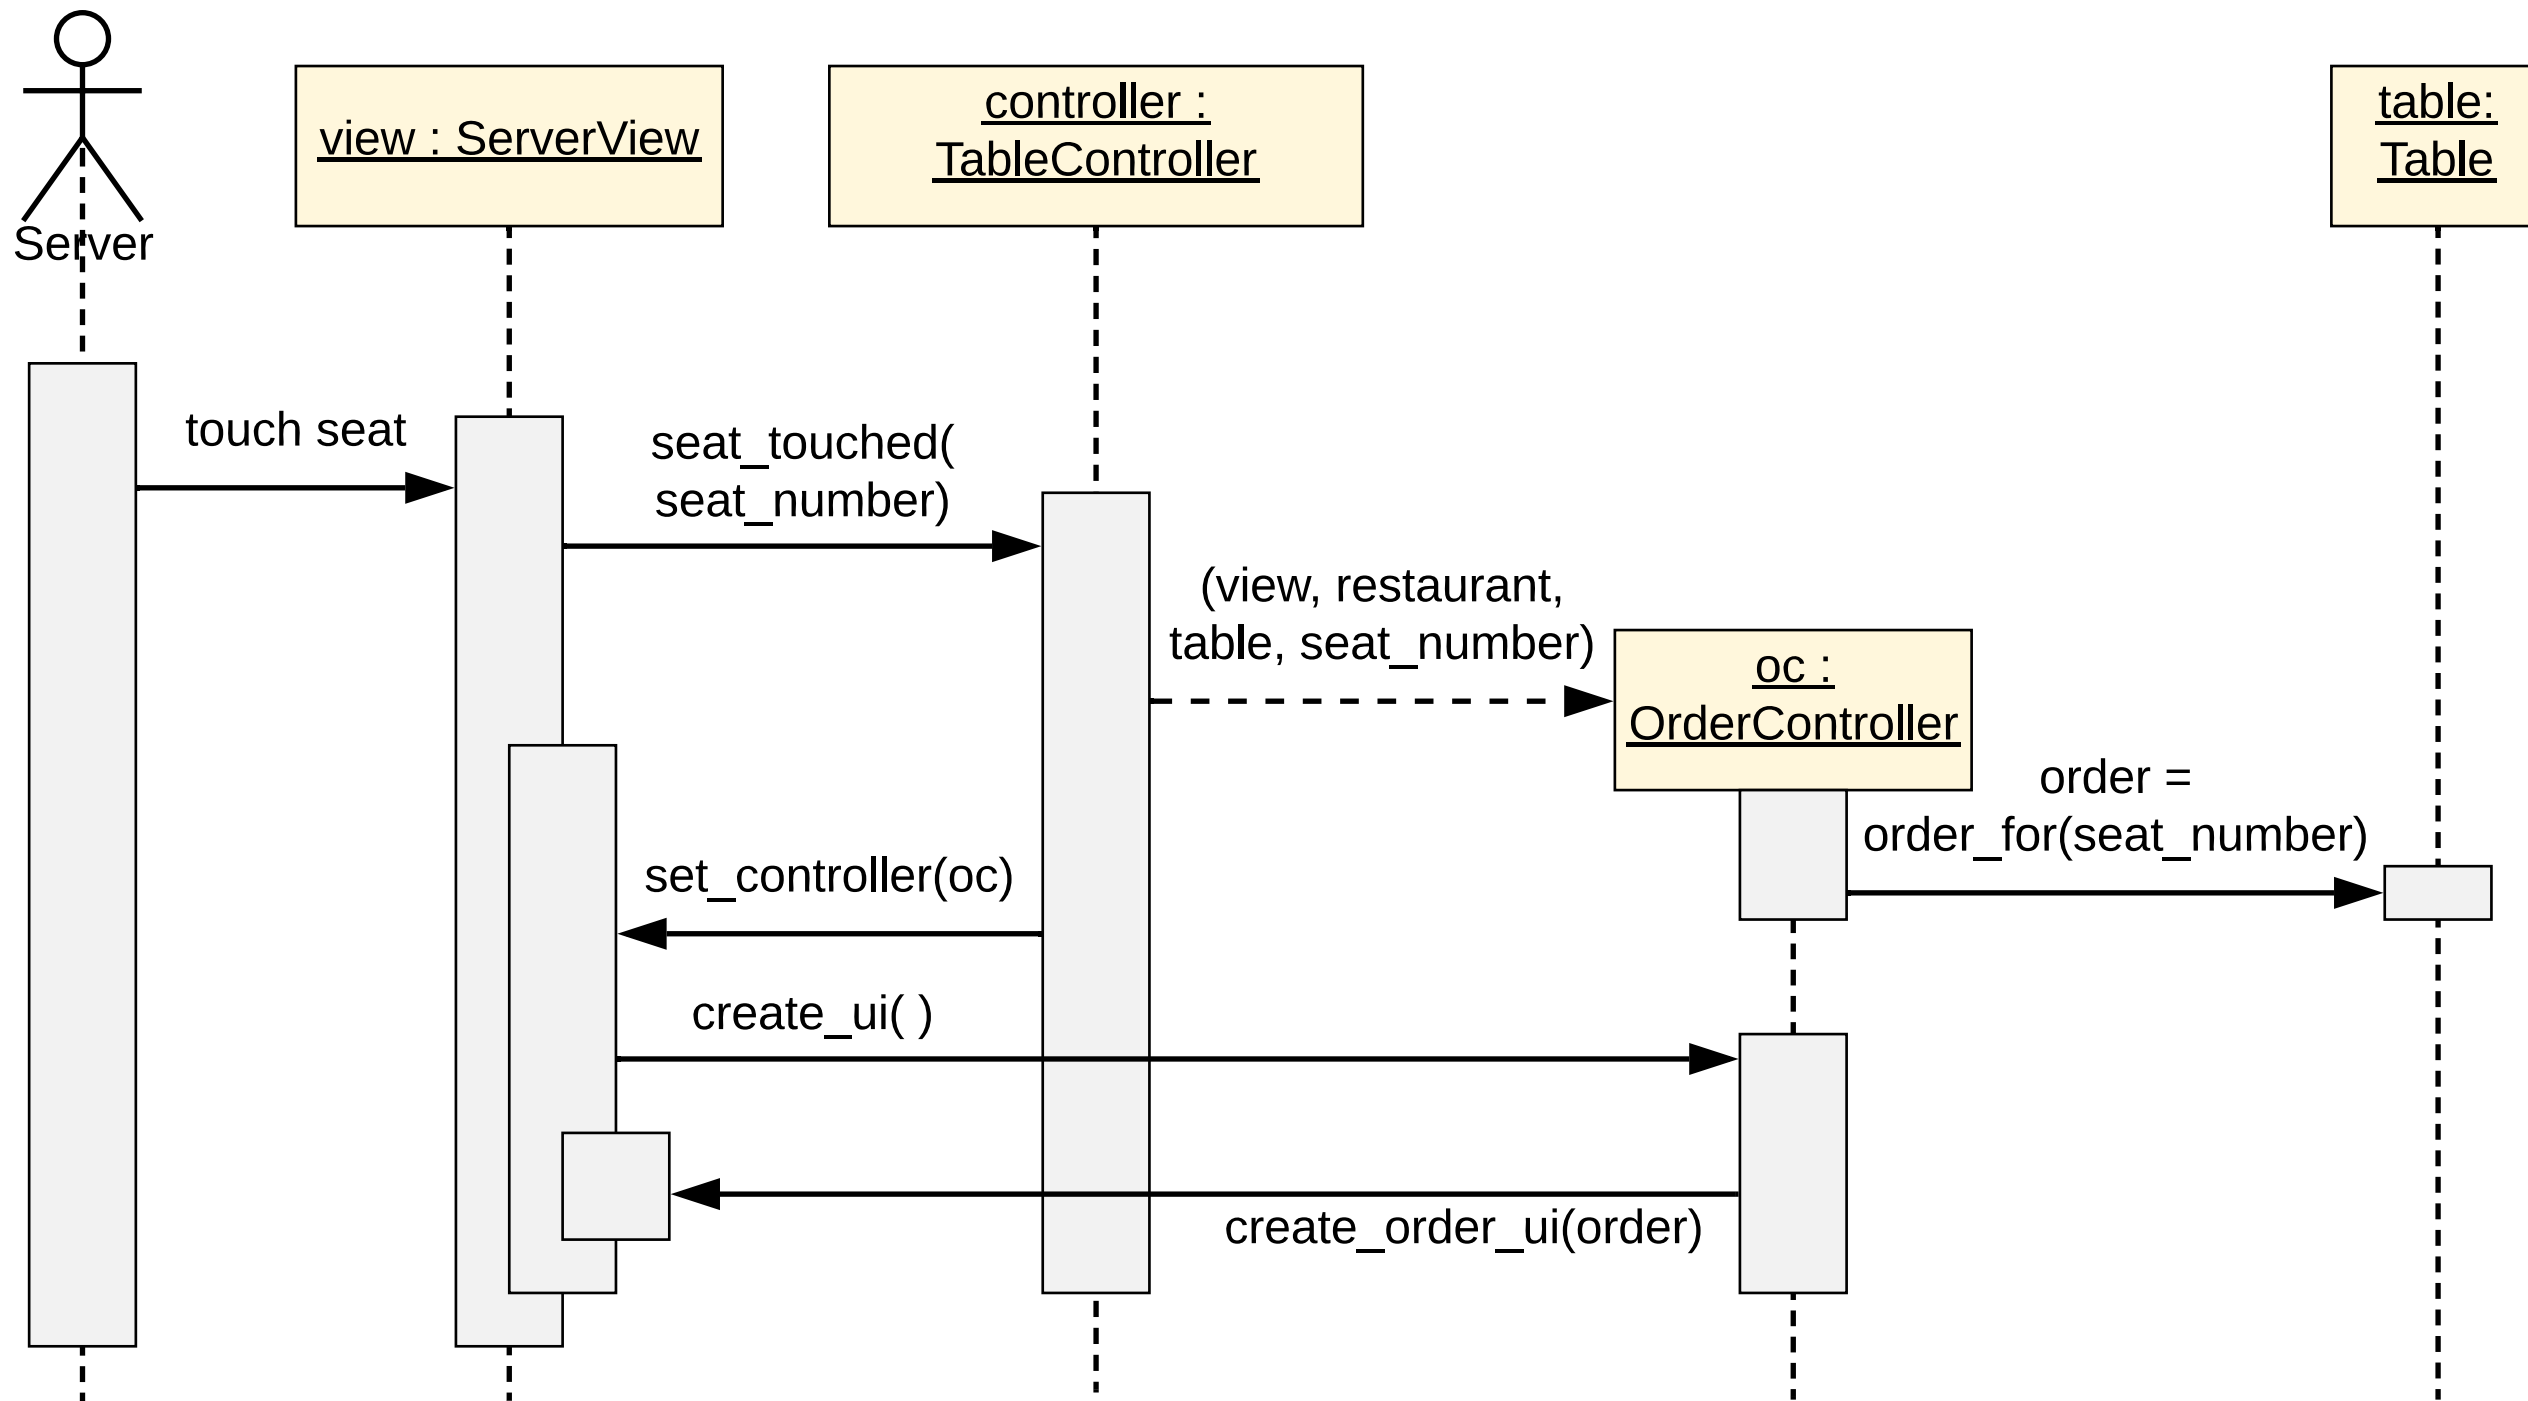 Server
view : ServerView
controller :
TableController
table:
Table
touch seat
seat_touched(
seat_number)
(view, restaurant,
table, seat_number)
oc :
OrderController
order =
order_for(seat_number)
set_controller(oc)
create_ui( )
create_order_ui(order)